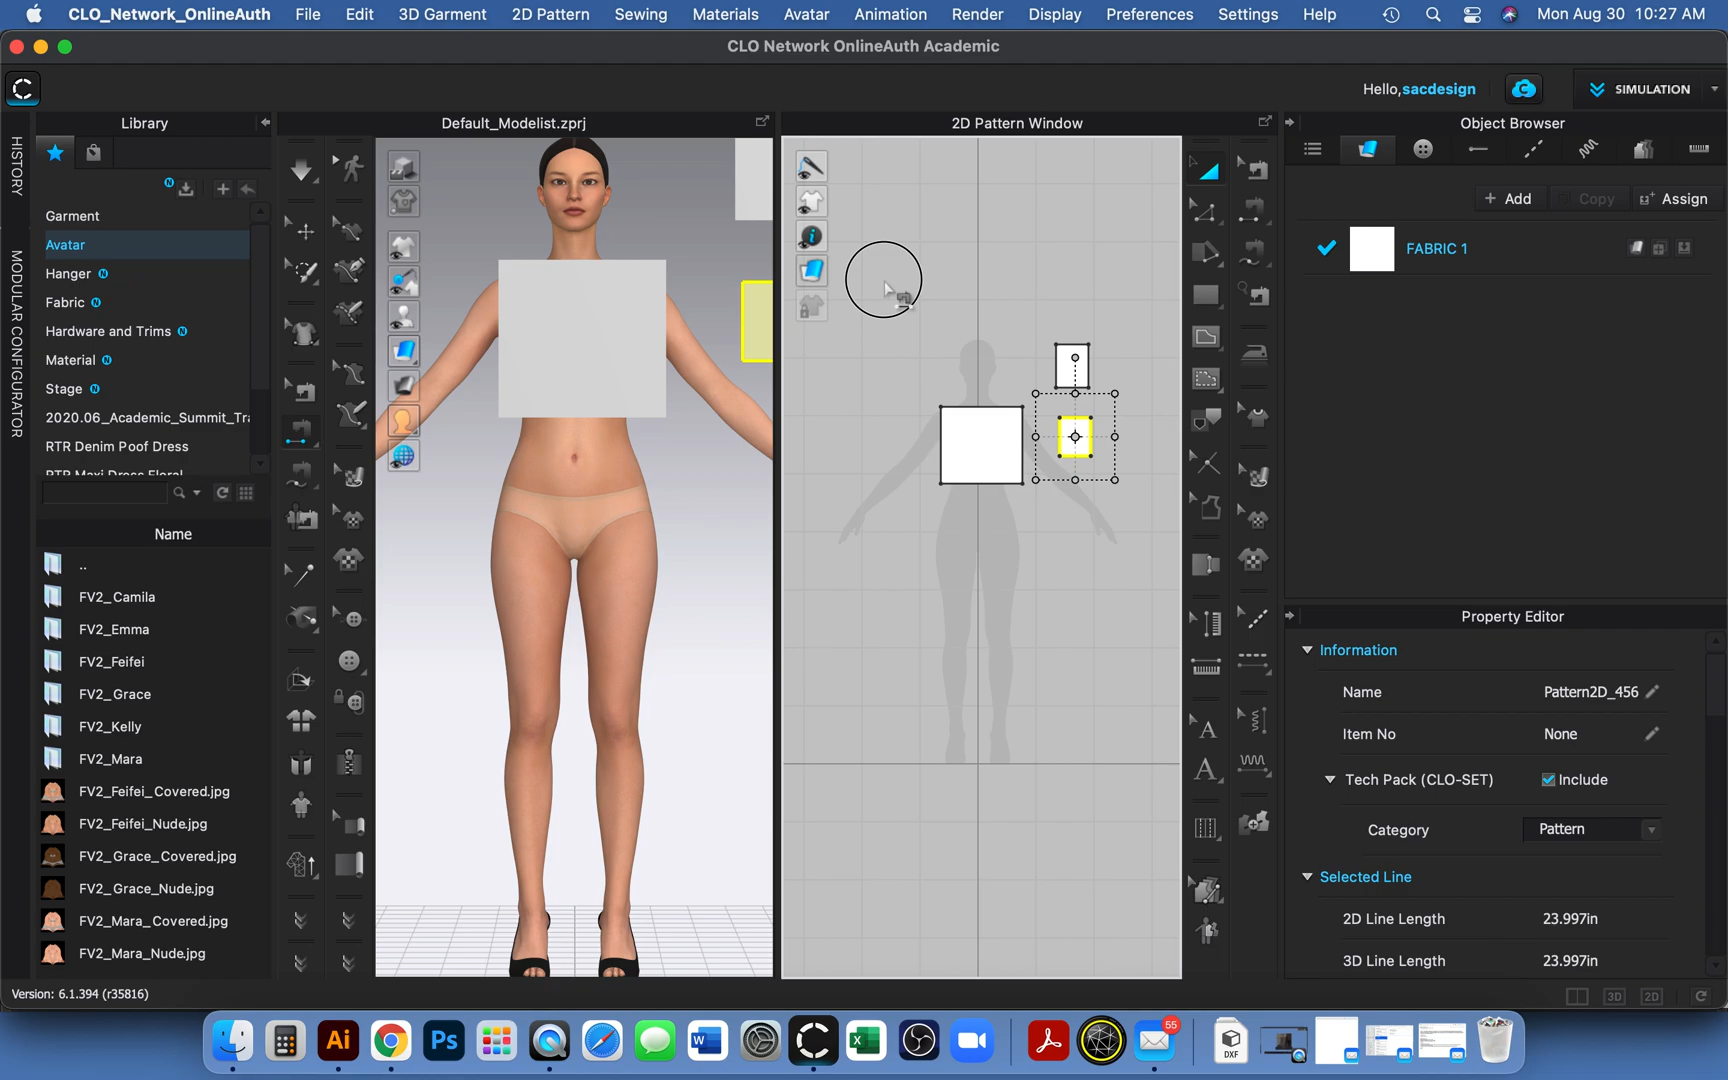 CLO_Network_OnlineAuth File Edit 3D Garment 2D Pattern Sewing Materials Avatar Animation Render Display Preferences Settings Help Mon Aug 30 10:27 AM
CLO Network OnlineAuth Academic
Hello,sacdesign SIMULATION
Library
Default_Modelist.zprj
2D Pattern Window
Object Browser
HISTORY
MODULAR CONFIGURATOR
Garment
Avatar
Hanger N
Fabric N
Hardware and Trims N
Material N
Stage N
2020.06_Academic_Summit_Tra
RTR Denim Poof Dress
RTR Maxi Dress Floral
Name
..
FV2_Camila
FV2_Emma
FV2_Feifei
FV2_Grace
FV2_Kelly
FV2_Mara
FV2_Feifei_Covered.jpg
FV2_Feifei_Nude.jpg
FV2_Grace_Covered.jpg
FV2_Grace_Nude.jpg
FV2_Mara_Covered.jpg
FV2_Mara_Nude.jpg
+ Add Copy Assign
FABRIC 1
Property Editor
Information
Name Pattern2D_456
Item No None
Tech Pack (CLO-SET) Include
Category Pattern
Selected Line
2D Line Length 23.997in
3D Line Length 23.997in
Version: 6.1.394 (r35816)
3D 2D
Ai Ps W X 55 DXF